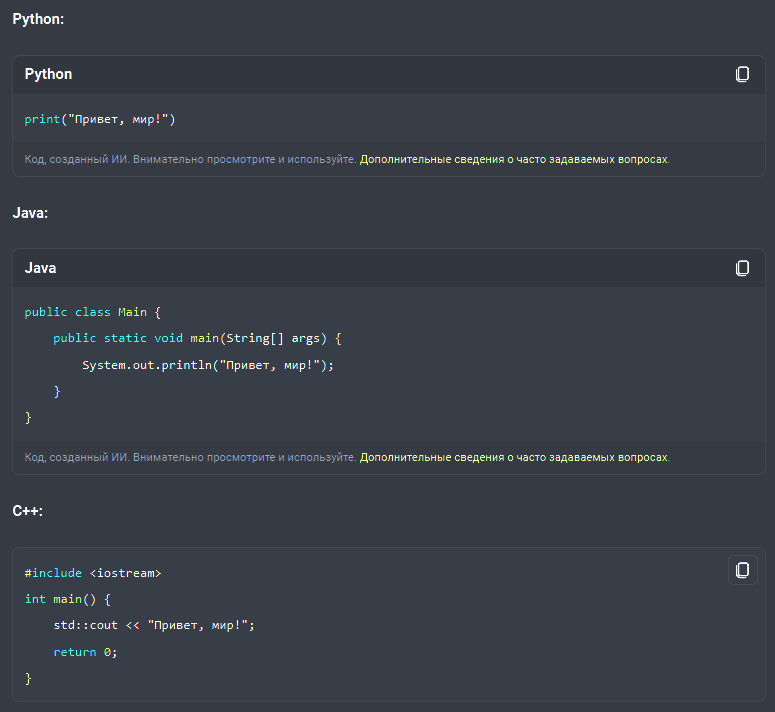 Python:
Python
print("Привет, мир!")
Код, созданный ИИ. Внимательно просмотрите и используйте. Дополнительные сведения о часто задаваемых вопросах.
Java:
Java
public class Main {
    public static void main(String[] args) {
        System.out.println("Привет, мир!");
    }
}
Код, созданный ИИ. Внимательно просмотрите и используйте. Дополнительные сведения о часто задаваемых вопросах.
C++:
#include <iostream>
int main() {
    std::cout << "Привет, мир!";
    return 0;
}